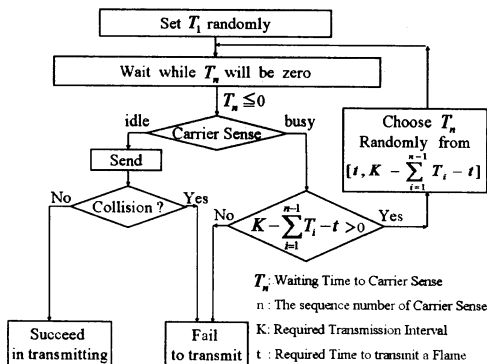 Set T₁ randomly
Wait while Tₙ will be zero
Tₙ ≦ 0
idle
Carrier Sense
busy
Send
Choose Tₙ
Randomly from
[t, K − ∑_{i=1}^{n−1} Tᵢ − t]
No
Collision ?
Yes
No
K − ∑_{i=1}^{n−1} Tᵢ − t > 0
Yes
Tₙ : Waiting Time to Carrier Sense
n : The sequence number of Carrier Sense
K: Required Transmission Interval
t : Required Time to transmit a Flame
Succeed
in transmitting
Fail
to transmit